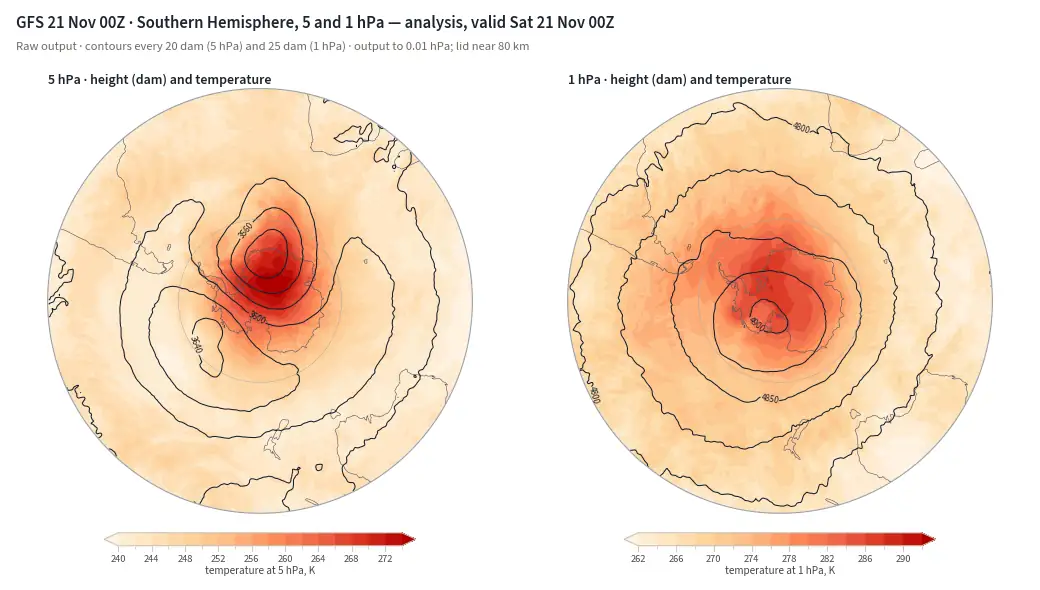 GFS 21 Nov 00Z · Southern Hemisphere, 5 and 1 hPa — analysis, valid Sat 21 Nov 00Z
Raw output · contours every 20 dam (5 hPa) and 25 dam (1 hPa) · output to 0.01 hPa; lid near 80 km
5 hPa · height (dam) and temperature
1 hPa · height (dam) and temperature
4800
3560
3600
3640
4900
4850
4800
240 244 248 252 256 260 264 268 272
temperature at 5 hPa, K
262 266 270 274 278 282 286 290
temperature at 1 hPa, K